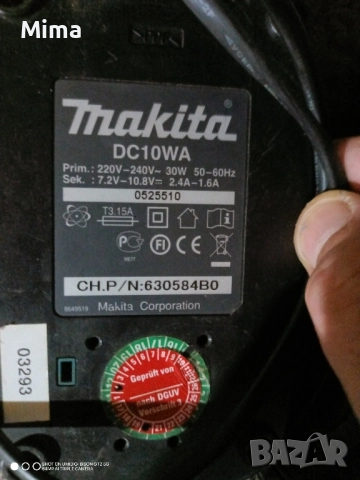 Mima
makita
DC10WA
Prim.: 220V-240V~ 30W 50-60Hz
Sek. : 7.2V-10.8V⎓ 2.4A-1.6A
0525510
T3.15A
CH.P/N:630584B0
Makita Corporation
03293
Geprüft von
DGUV
Vorschrift
BAZAR